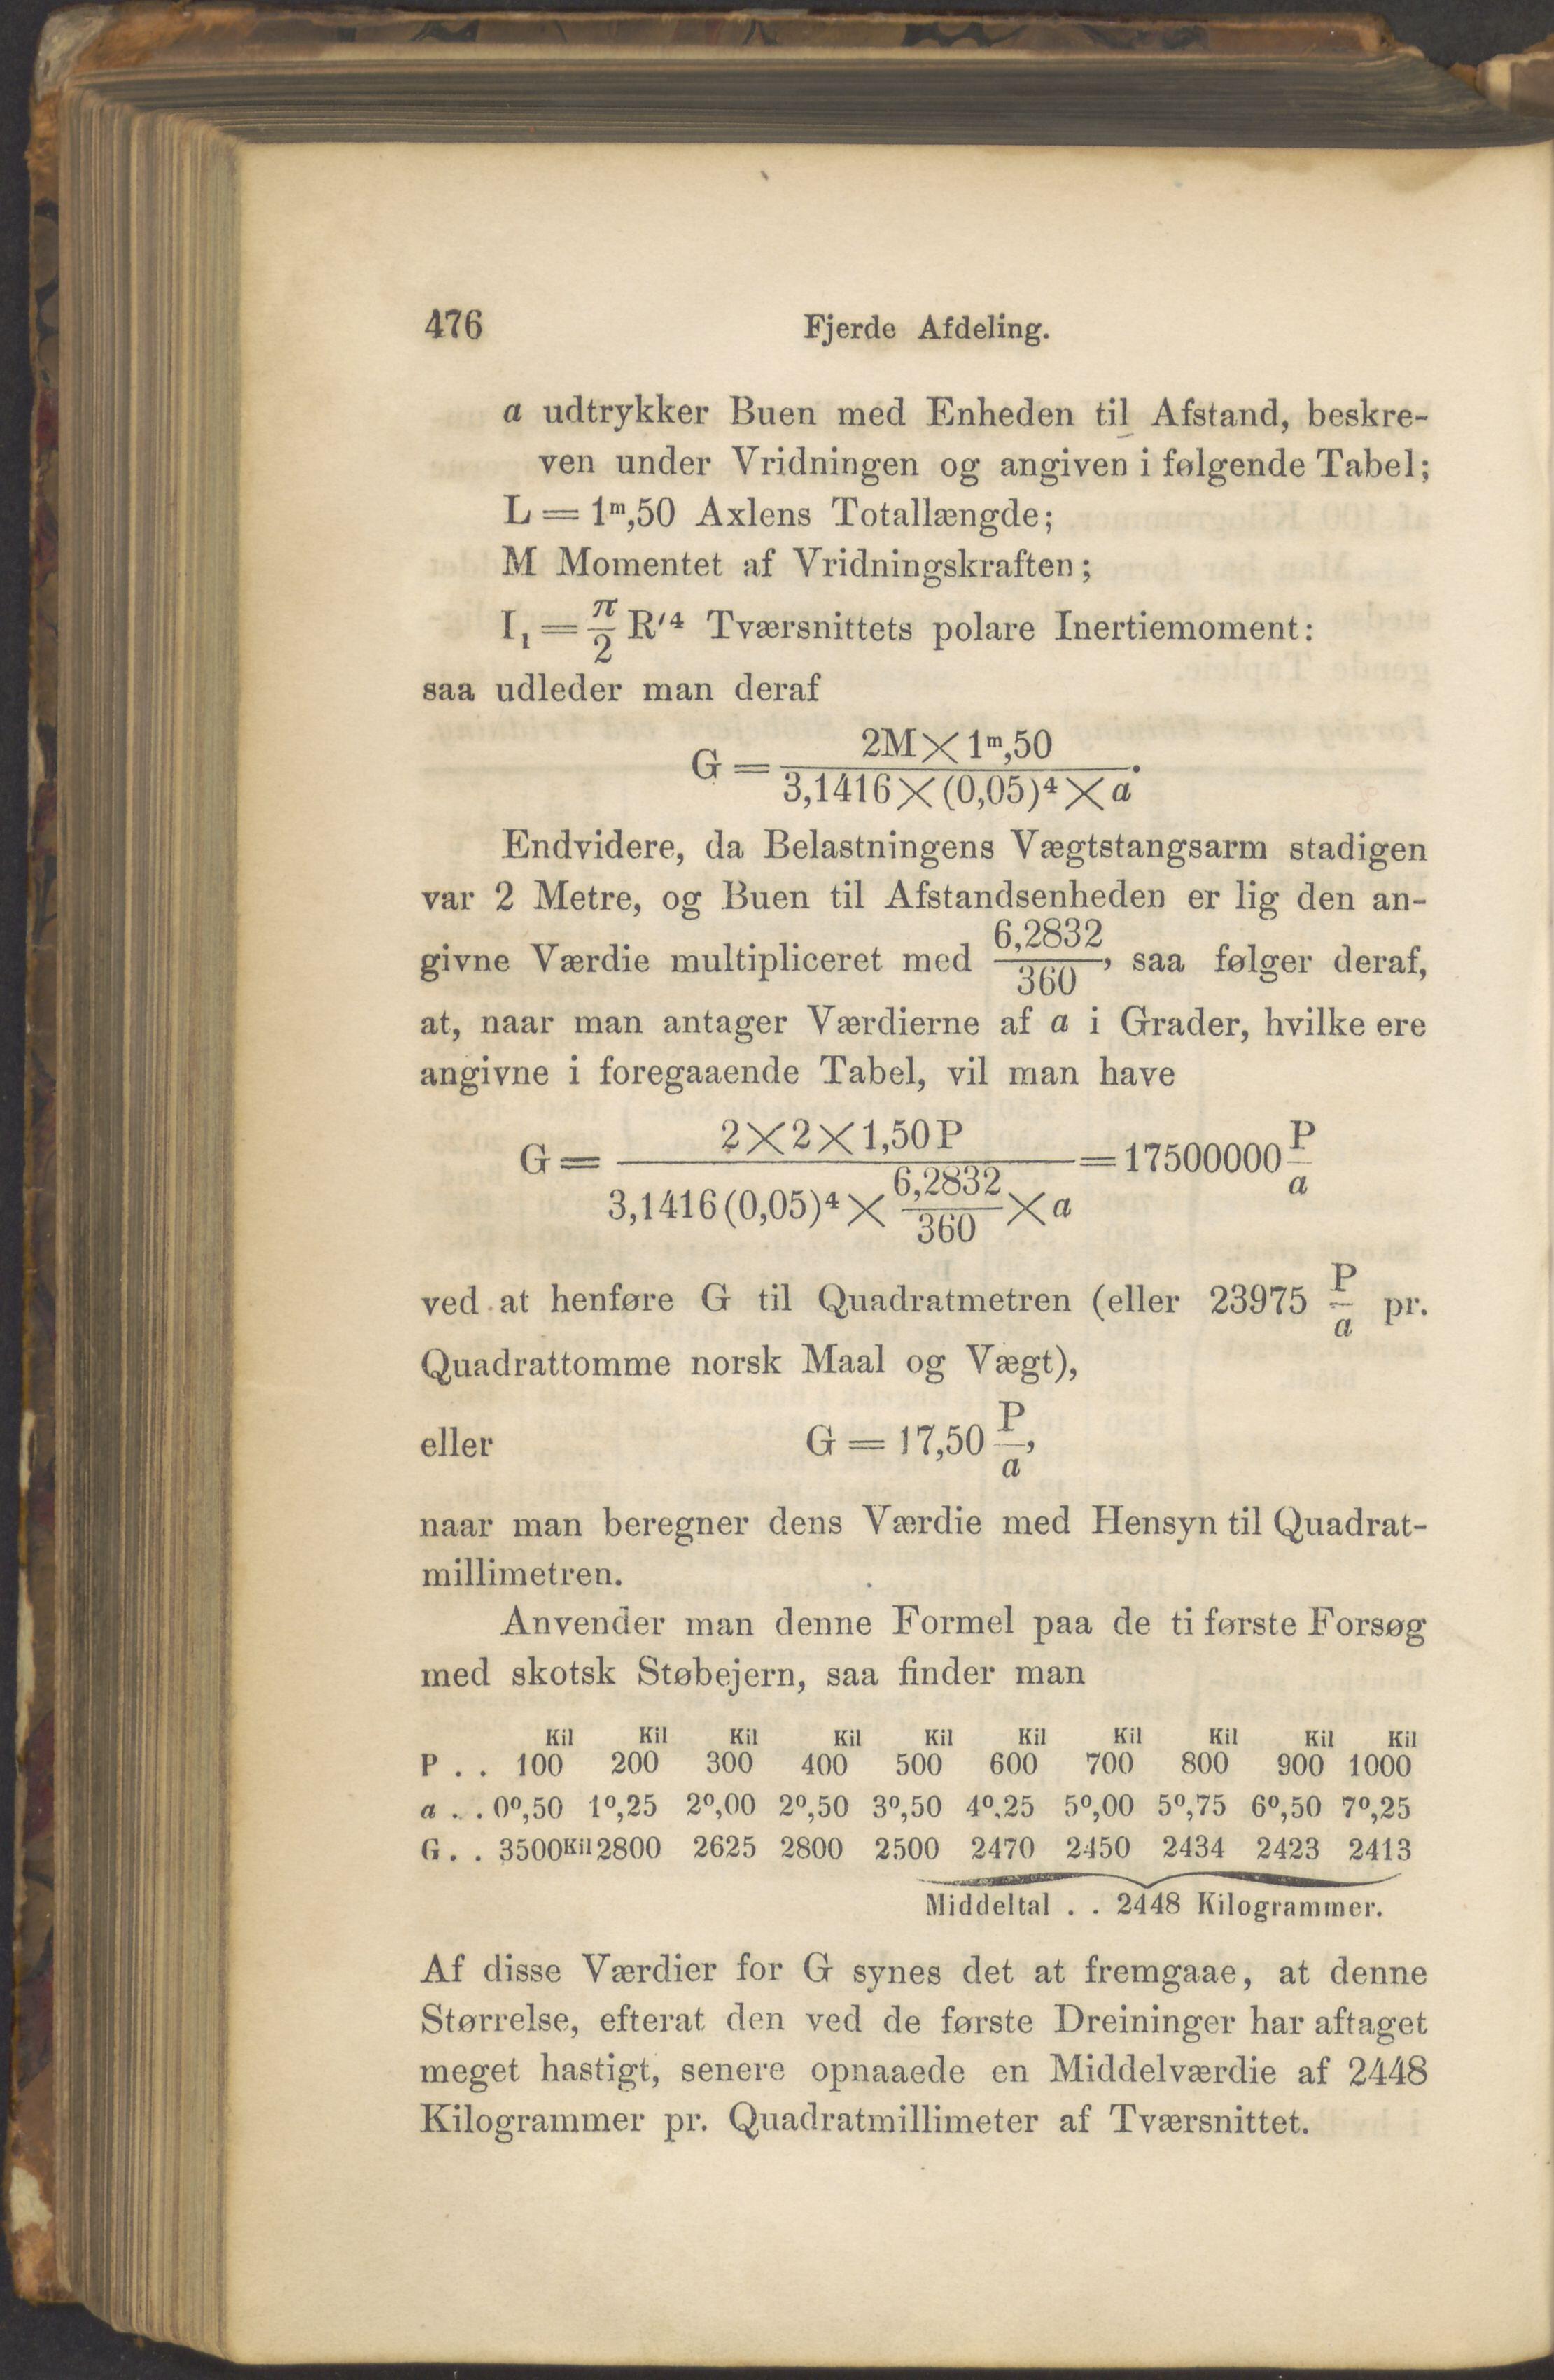 476 Fjerde Afdeling.
a udtrykker Buen med Enheden til Afstand, beskre-
ven under Vridningen og angiven i følgende Tabel;
L = 1ᵐ,50 Axlens Totallængde;
M Momentet af Vridningskraften;
I₁ = π/2 R′⁴ Tværsnittets polare Inertiemoment:
saa udleder man deraf
G = 2M × 1ᵐ,50 / 3,1416 × (0,05)⁴ × a.
Endvidere, da Belastningens Vægtstangsarm stadigen
var 2 Metre, og Buen til Afstandsenheden er lig den an-
givne Værdie multipliceret med 6,2832/360, saa følger deraf,
at, naar man antager Værdierne af a i Grader, hvilke ere
angivne i foregaaende Tabel, vil man have
G = 2 × 2 × 1,50 P / 3,1416 (0,05)⁴ × 6,2832/360 × a = 17500000 P/a
ved at henføre G til Quadratmetren (eller 23975 P/a pr.
Quadrattomme norsk Maal og Vægt),
eller G = 17,50 P/a,
naar man beregner dens Værdie med Hensyn til Quadrat-
millimetren.
Anvender man denne Formel paa de ti første Forsøg
med skotsk Støbejern, saa finder man
Kil Kil Kil Kil Kil Kil Kil Kil Kil Kil
P . . 100 200 300 400 500 600 700 800 900 1000
a . . 0⁰,50 1⁰,25 2⁰,00 2⁰,50 3⁰,50 4⁰,25 5⁰,00 5⁰,75 6⁰,50 7⁰,25
G . . 3500Kil 2800 2625 2800 2500 2470 2450 2434 2423 2413
Middeltal . . 2448 Kilogrammer.
Af disse Værdier for G synes det at fremgaae, at denne
Størrelse, efterat den ved de første Dreininger har aftaget
meget hastigt, senere opnaaede en Middelværdie af 2448
Kilogrammer pr. Quadratmillimeter af Tværsnittet.